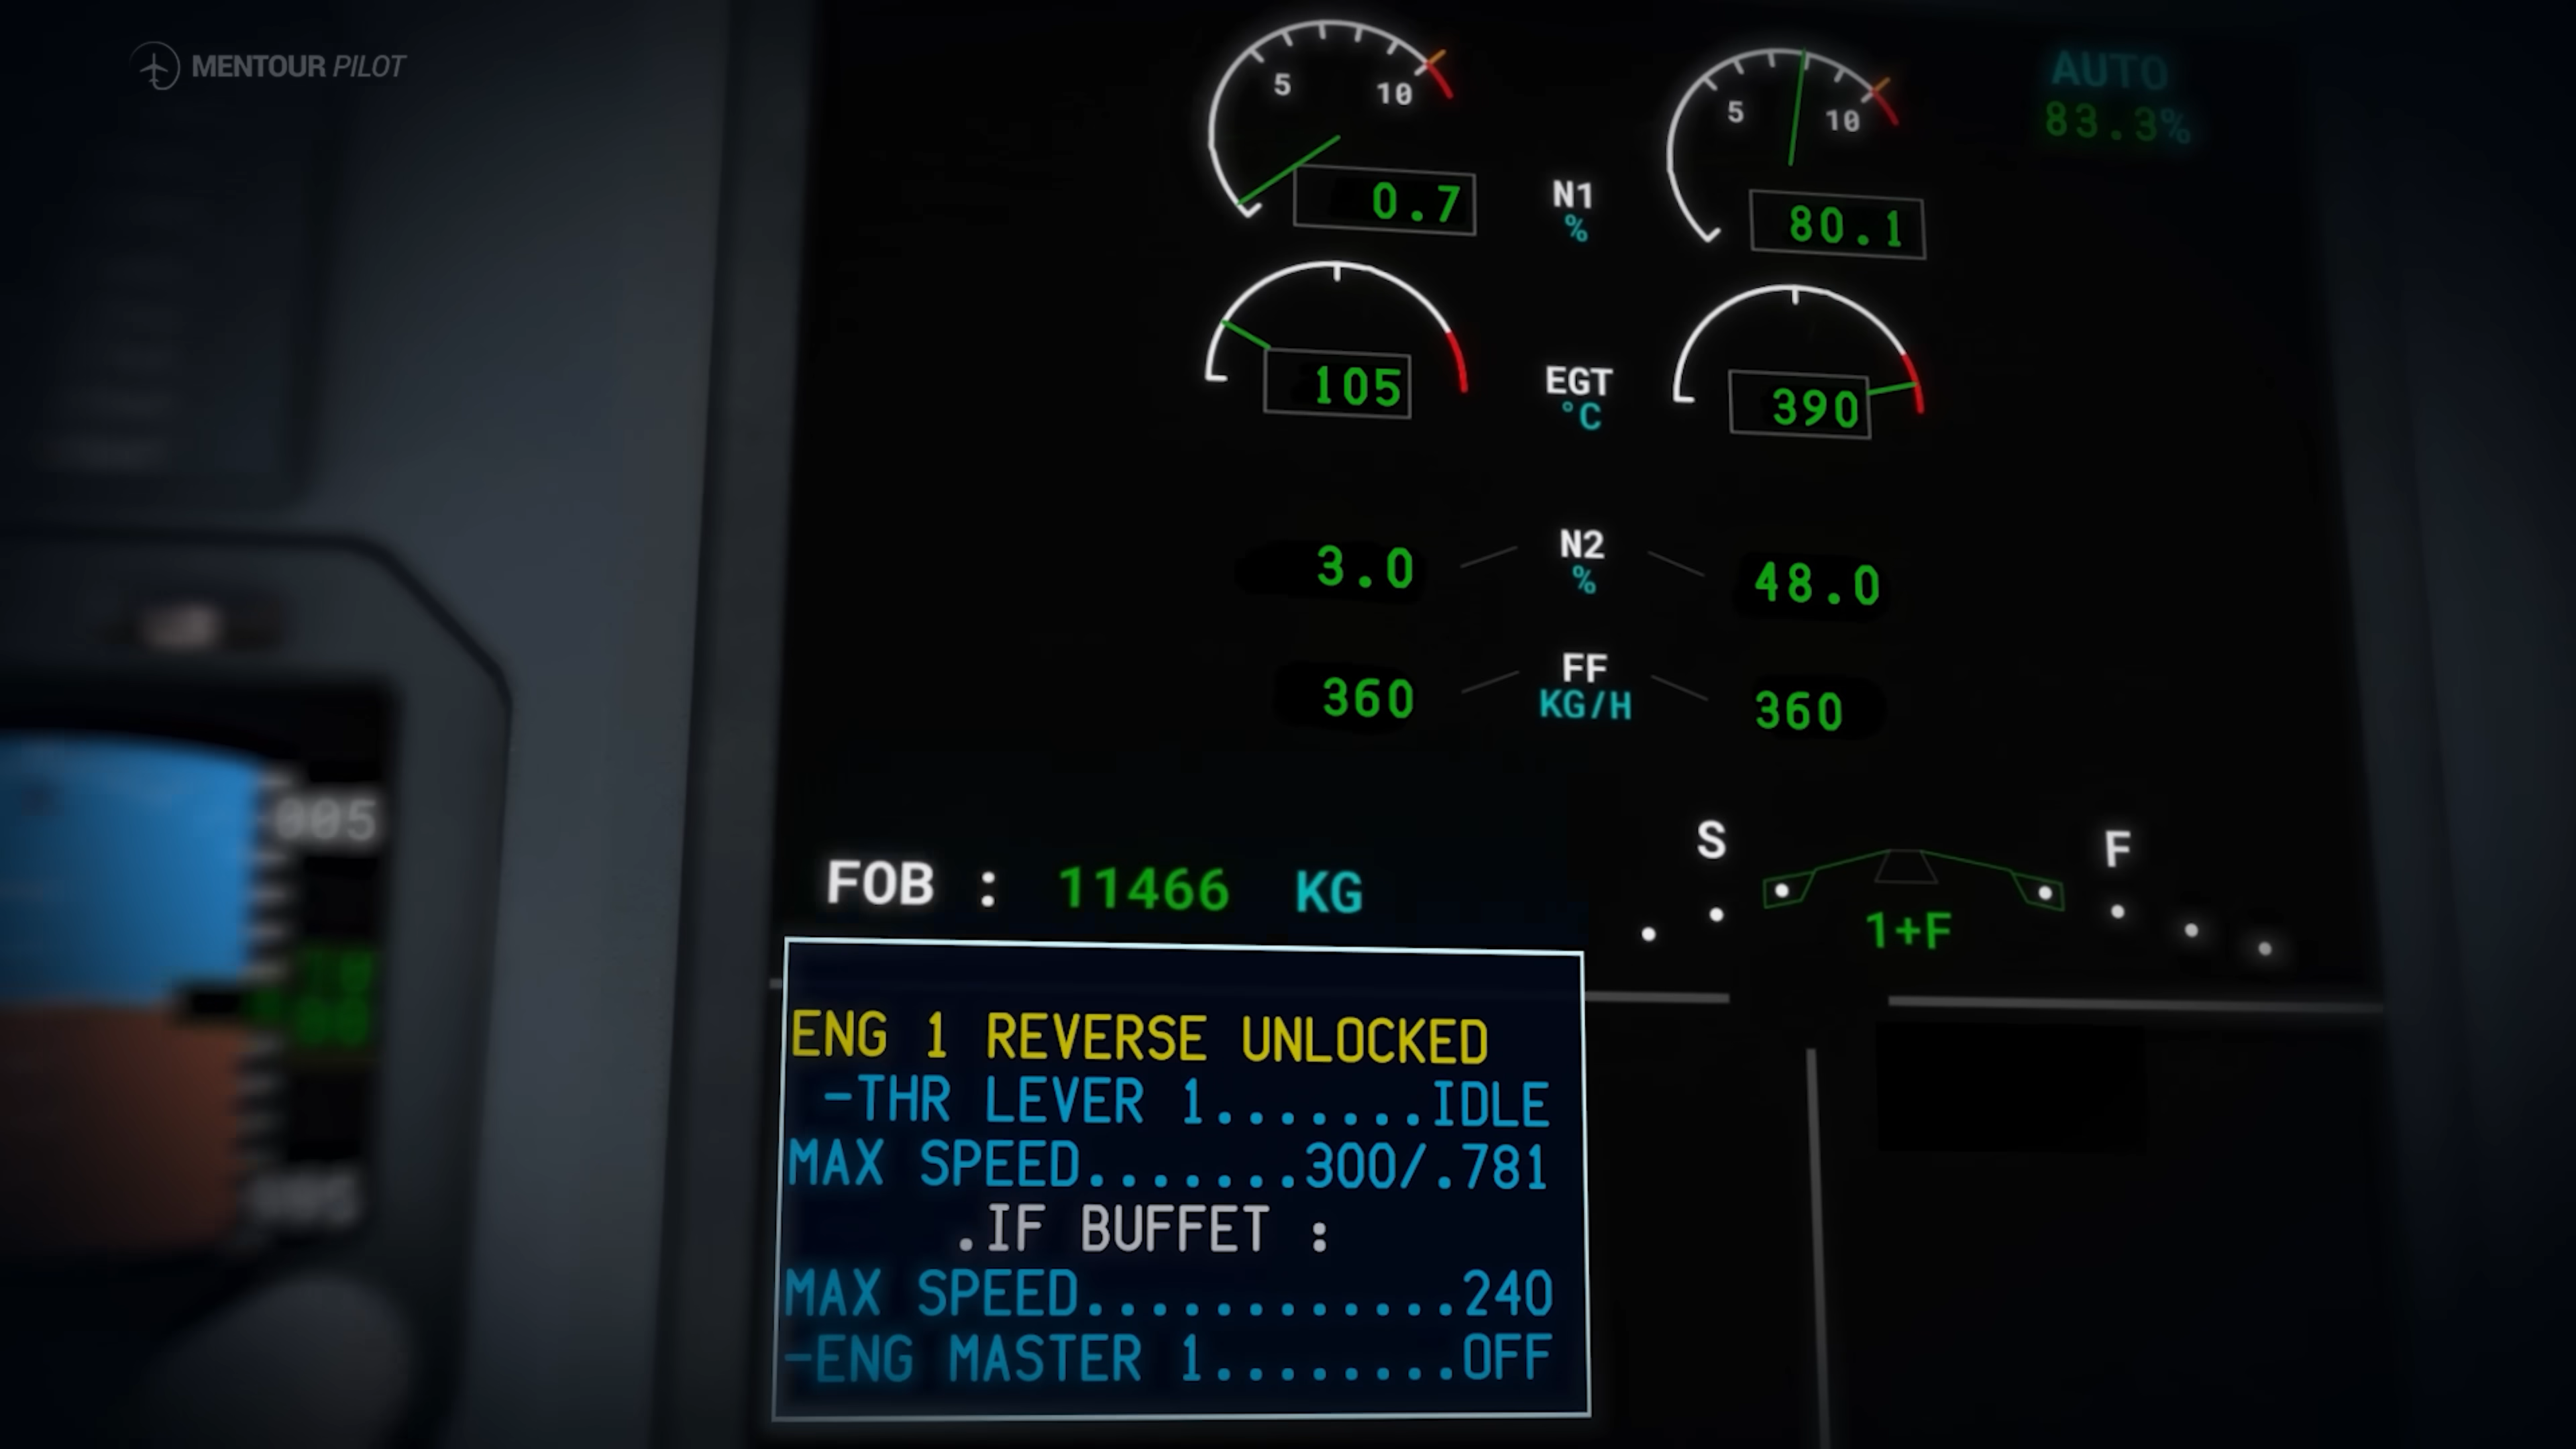 MENTOUR PILOT
5 10
5 10
AUTO
83.3%
0.7 N1 80.1
%
105 EGT 390
°C
3.0 N2 48.0
%
360 FF 360
KG/H
005
S F
FOB : 11466 KG
1+F
ENG 1 REVERSE UNLOCKED
-THR LEVER 1.......IDLE
MAX SPEED.......300/.781
.IF BUFFET :
MAX SPEED............240
-ENG MASTER 1........OFF